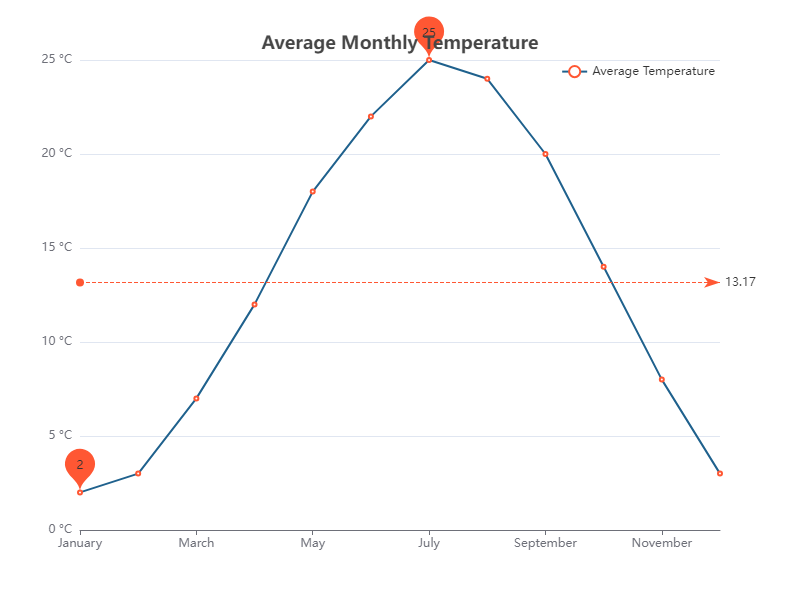 25
Average Monthly Temperature
Average Temperature
25 °C
20 °C
15 °C
13.17
10 °C
5 °C
2
0 °C
January March May July September November